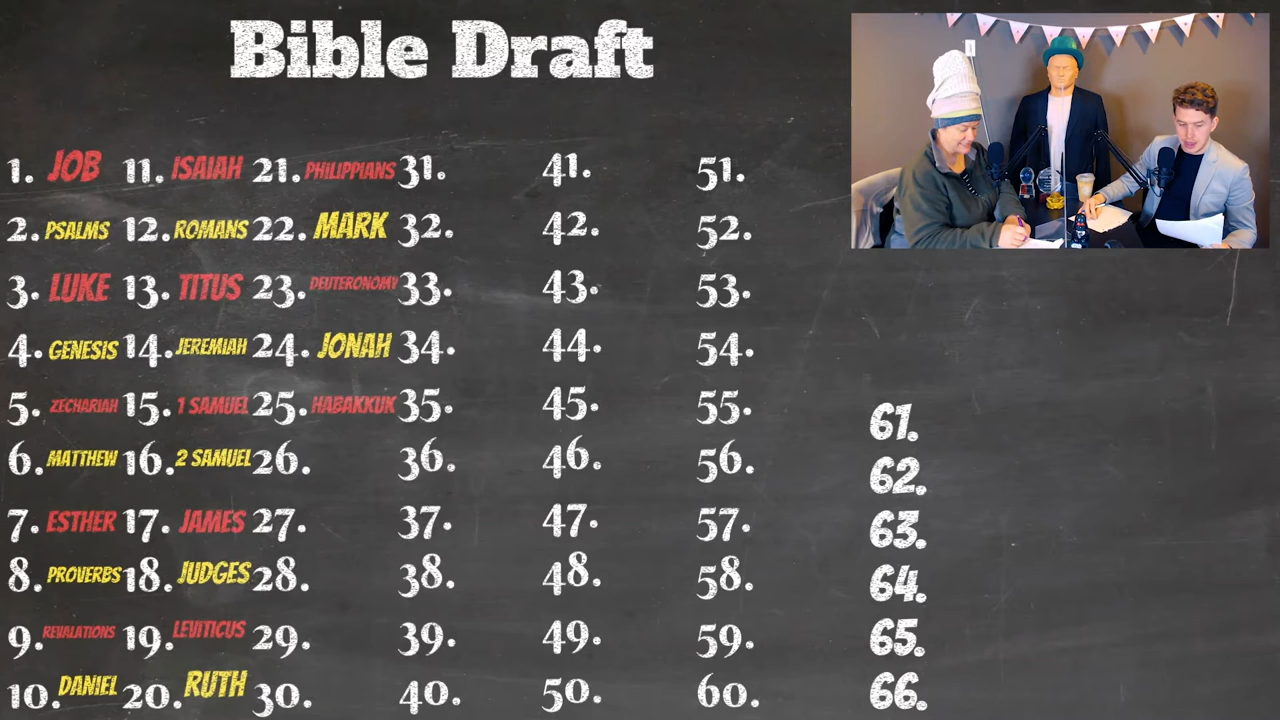 Bible Draft
1. JOB 11. ISAIAH 21. PHILIPPIANS 31. 41. 51.
2. PSALMS 12. ROMANS 22. MARK 32. 42. 52.
3. LUKE 13. TITUS 23. DEUTERONOMY 33. 43. 53.
4. GENESIS 14. JEREMIAH 24. JONAH 34. 44. 54.
5. ZECHARIAH 15. 1 SAMUEL 25. HABAKKUK 35. 45. 55.
61.
6. MATTHEW 16. 2 SAMUEL 26. 36. 46. 56.
62.
7. ESTHER 17. JAMES 27. 37. 47. 57.
63.
8. PROVERBS 18. JUDGES 28. 38. 48. 58.
64.
9. REVALATIONS 19. LEVITICUS 29. 39. 49. 59.
65.
10. DANIEL 20. RUTH 30. 40. 50. 60.
66.